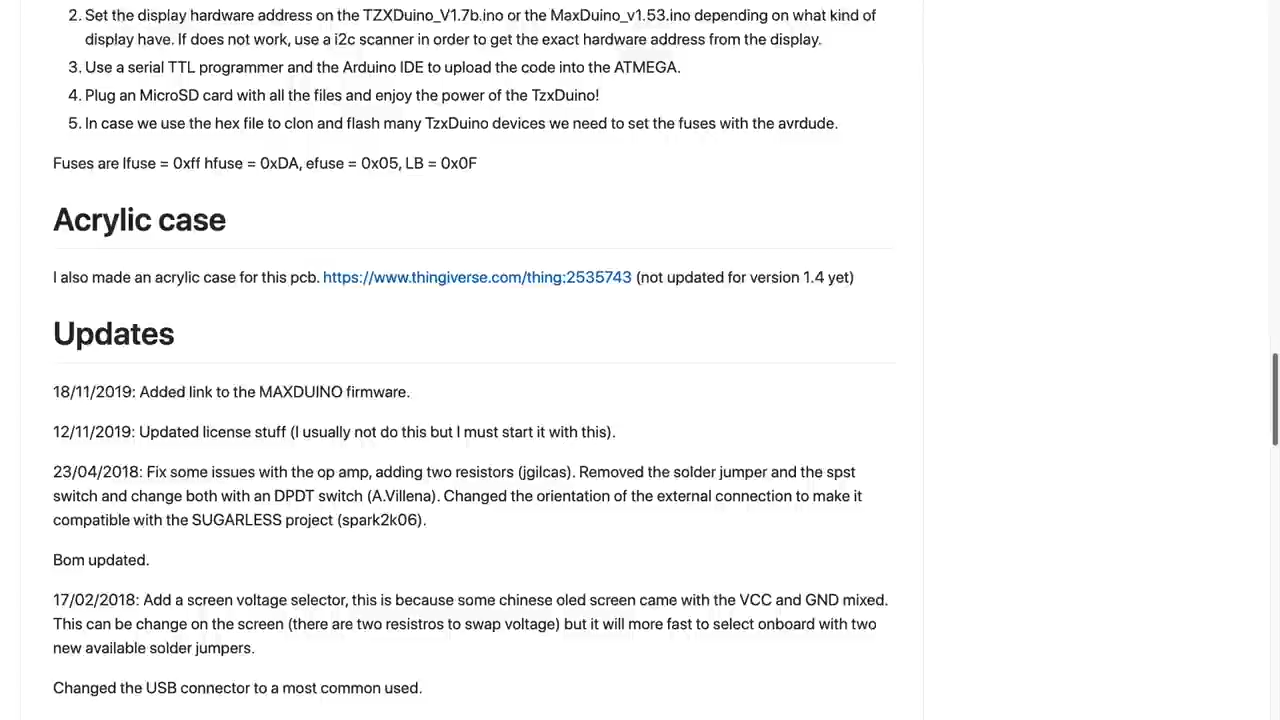 2. Set the display hardware address on the TZXDuino_V1.7b.ino or the MaxDuino_v1.53.ino depending on what kind of
display have. If does not work, use a i2c scanner in order to get the exact hardware address from the display.
3. Use a serial TTL programmer and the Arduino IDE to upload the code into the ATMEGA.
4. Plug an MicroSD card with all the files and enjoy the power of the TzxDuino!
5. In case we use the hex file to clon and flash many TzxDuino devices we need to set the fuses with the avrdude.
Fuses are lfuse = 0xff hfuse = 0xDA, efuse = 0x05, LB = 0x0F
Acrylic case
I also made an acrylic case for this pcb. https://www.thingiverse.com/thing:2535743 (not updated for version 1.4 yet)
Updates
18/11/2019: Added link to the MAXDUINO firmware.
12/11/2019: Updated license stuff (I usually not do this but I must start it with this).
23/04/2018: Fix some issues with the op amp, adding two resistors (jgilcas). Removed the solder jumper and the spst
switch and change both with an DPDT switch (A.Villena). Changed the orientation of the external connection to make it
compatible with the SUGARLESS project (spark2k06).
Bom updated.
17/02/2018: Add a screen voltage selector, this is because some chinese oled screen came with the VCC and GND mixed.
This can be change on the screen (there are two resistros to swap voltage) but it will more fast to select onboard with two
new available solder jumpers.
Changed the USB connector to a most common used.